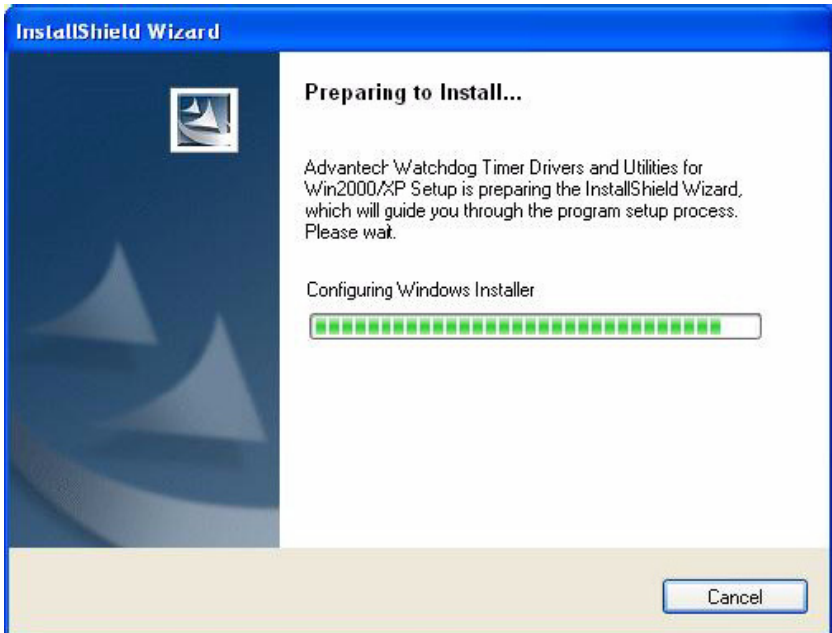 InstallShield Wizard
Preparing to Install...
Advantech Watchdog Timer Drivers and Utilities for
Win2000/XP Setup is preparing the InstallShield Wizard,
which will guide you through the program setup process.
Please wait.
Configuring Windows Installer
Cancel